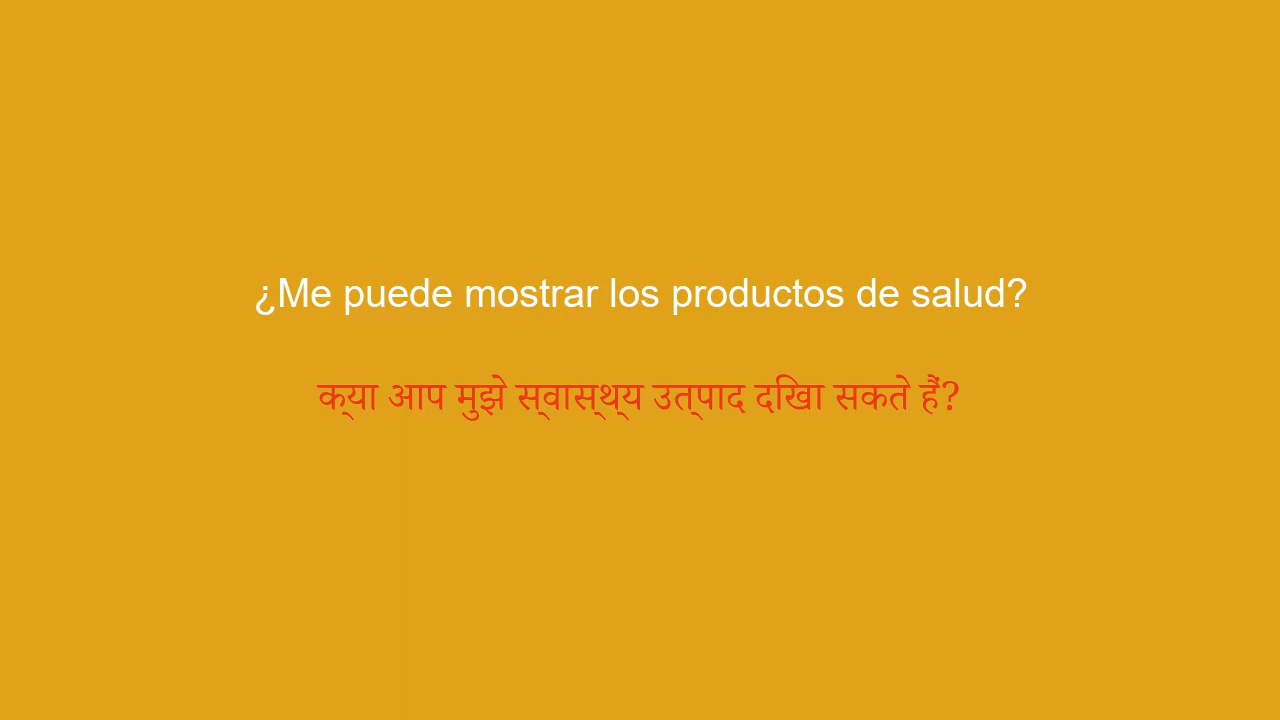 ¿Me puede mostrar los productos de salud?
क्या आप मुझे स्वास्थ्य उत्पाद दिखा सकते हैं?